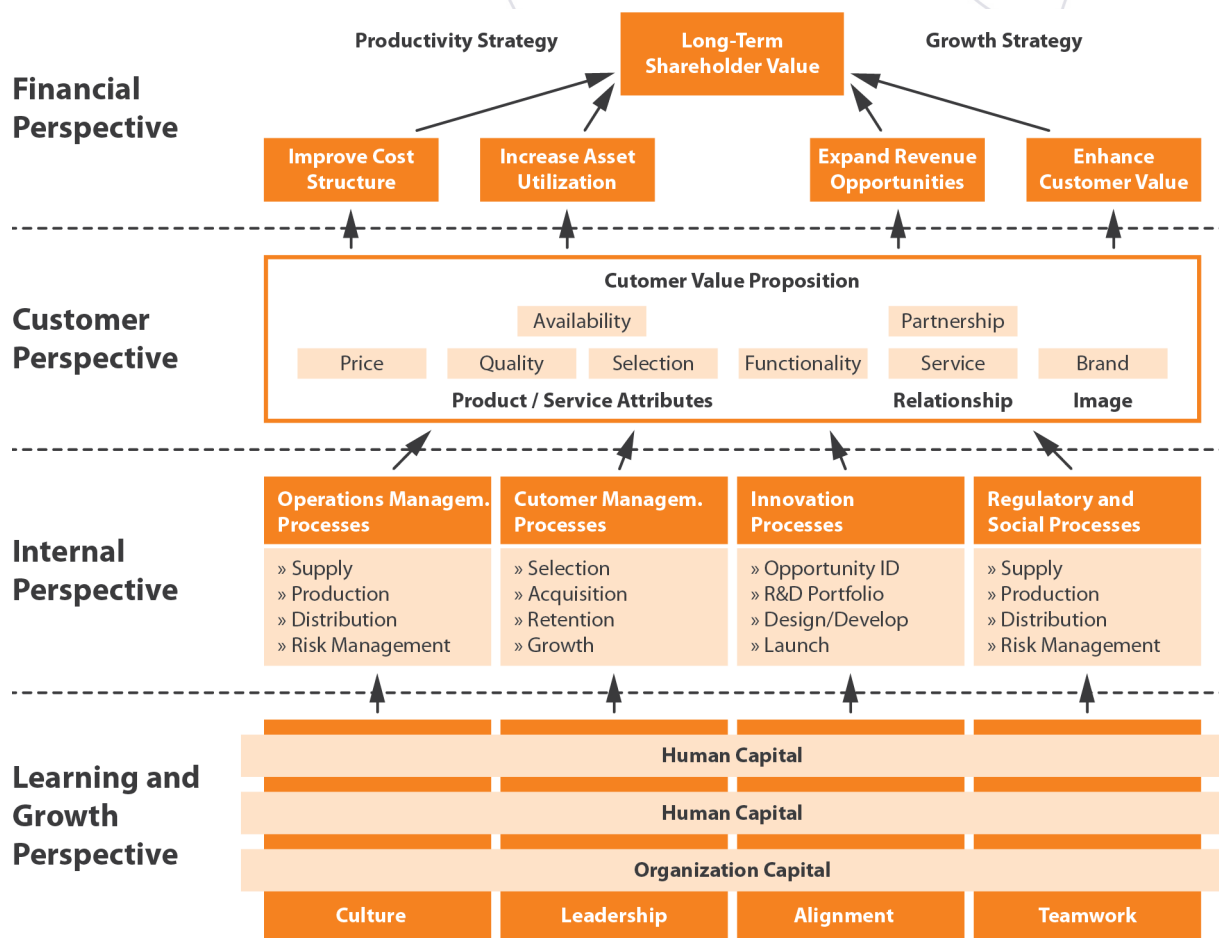 Productivity Strategy
Long-Term
Shareholder Value
Growth Strategy
Financial
Perspective
Improve Cost
Structure
Increase Asset
Utilization
Expand Revenue
Opportunities
Enhance
Customer Value
Customer
Perspective
Cutomer Value Proposition
Availability
Partnership
Price
Quality
Selection
Functionality
Service
Brand
Product / Service Attributes
Relationship
Image
Internal
Perspective
Operations Managem.
Processes
» Supply
» Production
» Distribution
» Risk Management
Cutomer Managem.
Processes
» Selection
» Acquisition
» Retention
» Growth
Innovation
Processes
» Opportunity ID
» R&D Portfolio
» Design/Develop
» Launch
Regulatory and
Social Processes
» Supply
» Production
» Distribution
» Risk Management
Learning and
Growth
Perspective
Human Capital
Human Capital
Organization Capital
Culture
Leadership
Alignment
Teamwork